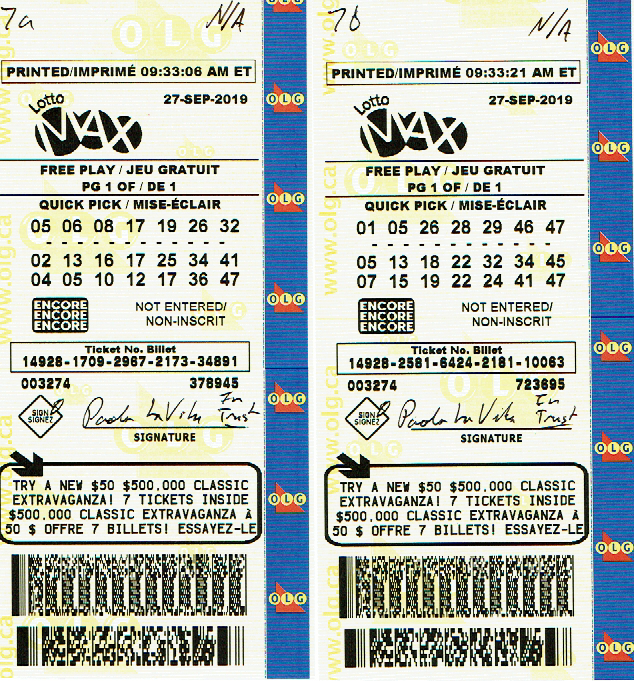 7a N/A
PRINTED/IMPRIMÉ 09:33:06 AM ET
27-SEP-2019
Lotto
MAX
FREE PLAY / JEU GRATUIT
PG 1 OF / DE 1
QUICK PICK / MISE-ÉCLAIR
05 06 08 17 19 26 32
- - - - - - - - - -
02 13 16 17 25 34 41
04 05 10 12 17 36 47
ENCORE
ENCORE
ENCORE
NOT ENTERED/
NON-INSCRIT
Ticket No. Billet
14928-1709-2967-2173-34891
003274 378945
SIGN
SIGNEZ
Paola La Vita In Trust
SIGNATURE
TRY A NEW $50 $500,000 CLASSIC
EXTRAVAGANZA! 7 TICKETS INSIDE
$500,000 CLASSIC EXTRAVAGANZA À
50 $ OFFRE 7 BILLETS! ESSAYEZ-LE
OLG
www.olg.ca
7b N/A
PRINTED/IMPRIMÉ 09:33:21 AM ET
27-SEP-2019
Lotto
MAX
FREE PLAY / JEU GRATUIT
PG 1 OF / DE 1
QUICK PICK / MISE-ÉCLAIR
01 05 26 28 29 46 47
- - - - - - - - - -
05 13 18 22 32 34 45
07 15 19 22 24 41 47
ENCORE
ENCORE
ENCORE
NOT ENTERED/
NON-INSCRIT
Ticket No. Billet
14928-2581-6424-2181-10063
003274 723695
SIGN
SIGNEZ
Paola La Vita In Trust
SIGNATURE
TRY A NEW $50 $500,000 CLASSIC
EXTRAVAGANZA! 7 TICKETS INSIDE
$500,000 CLASSIC EXTRAVAGANZA À
50 $ OFFRE 7 BILLETS! ESSAYEZ-LE
OLG
www.olg.ca